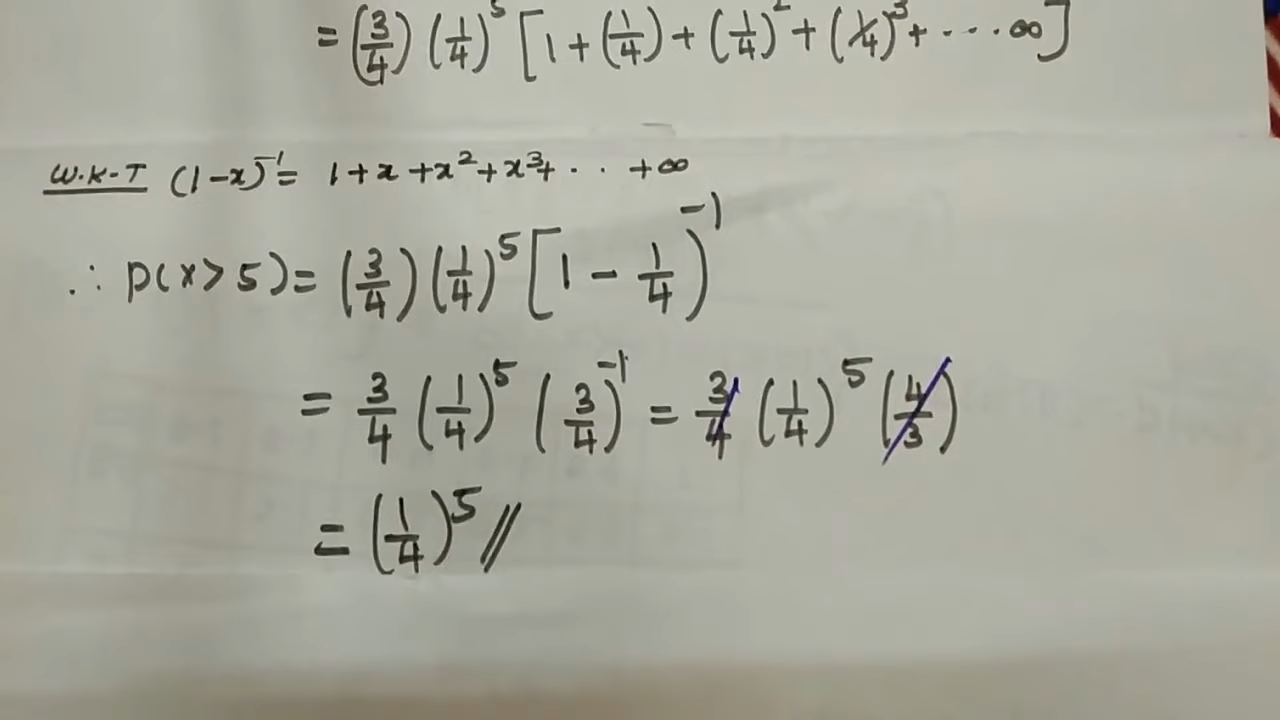 = (3/4) (1/4)^5 [1 + (1/4) + (1/4)^2 + (1/4)^3 + ····∞]
W.K.T (1-x)^-1 = 1 + x + x^2 + x^3 + · · · + ∞
∴ P(X > 5) = (3/4) (1/4)^5 [1 - 1/4)^-1
= 3/4 (1/4)^5 (3/4)^-1 = 3/4 (1/4)^5 (4/3)
= (1/4)^5 //